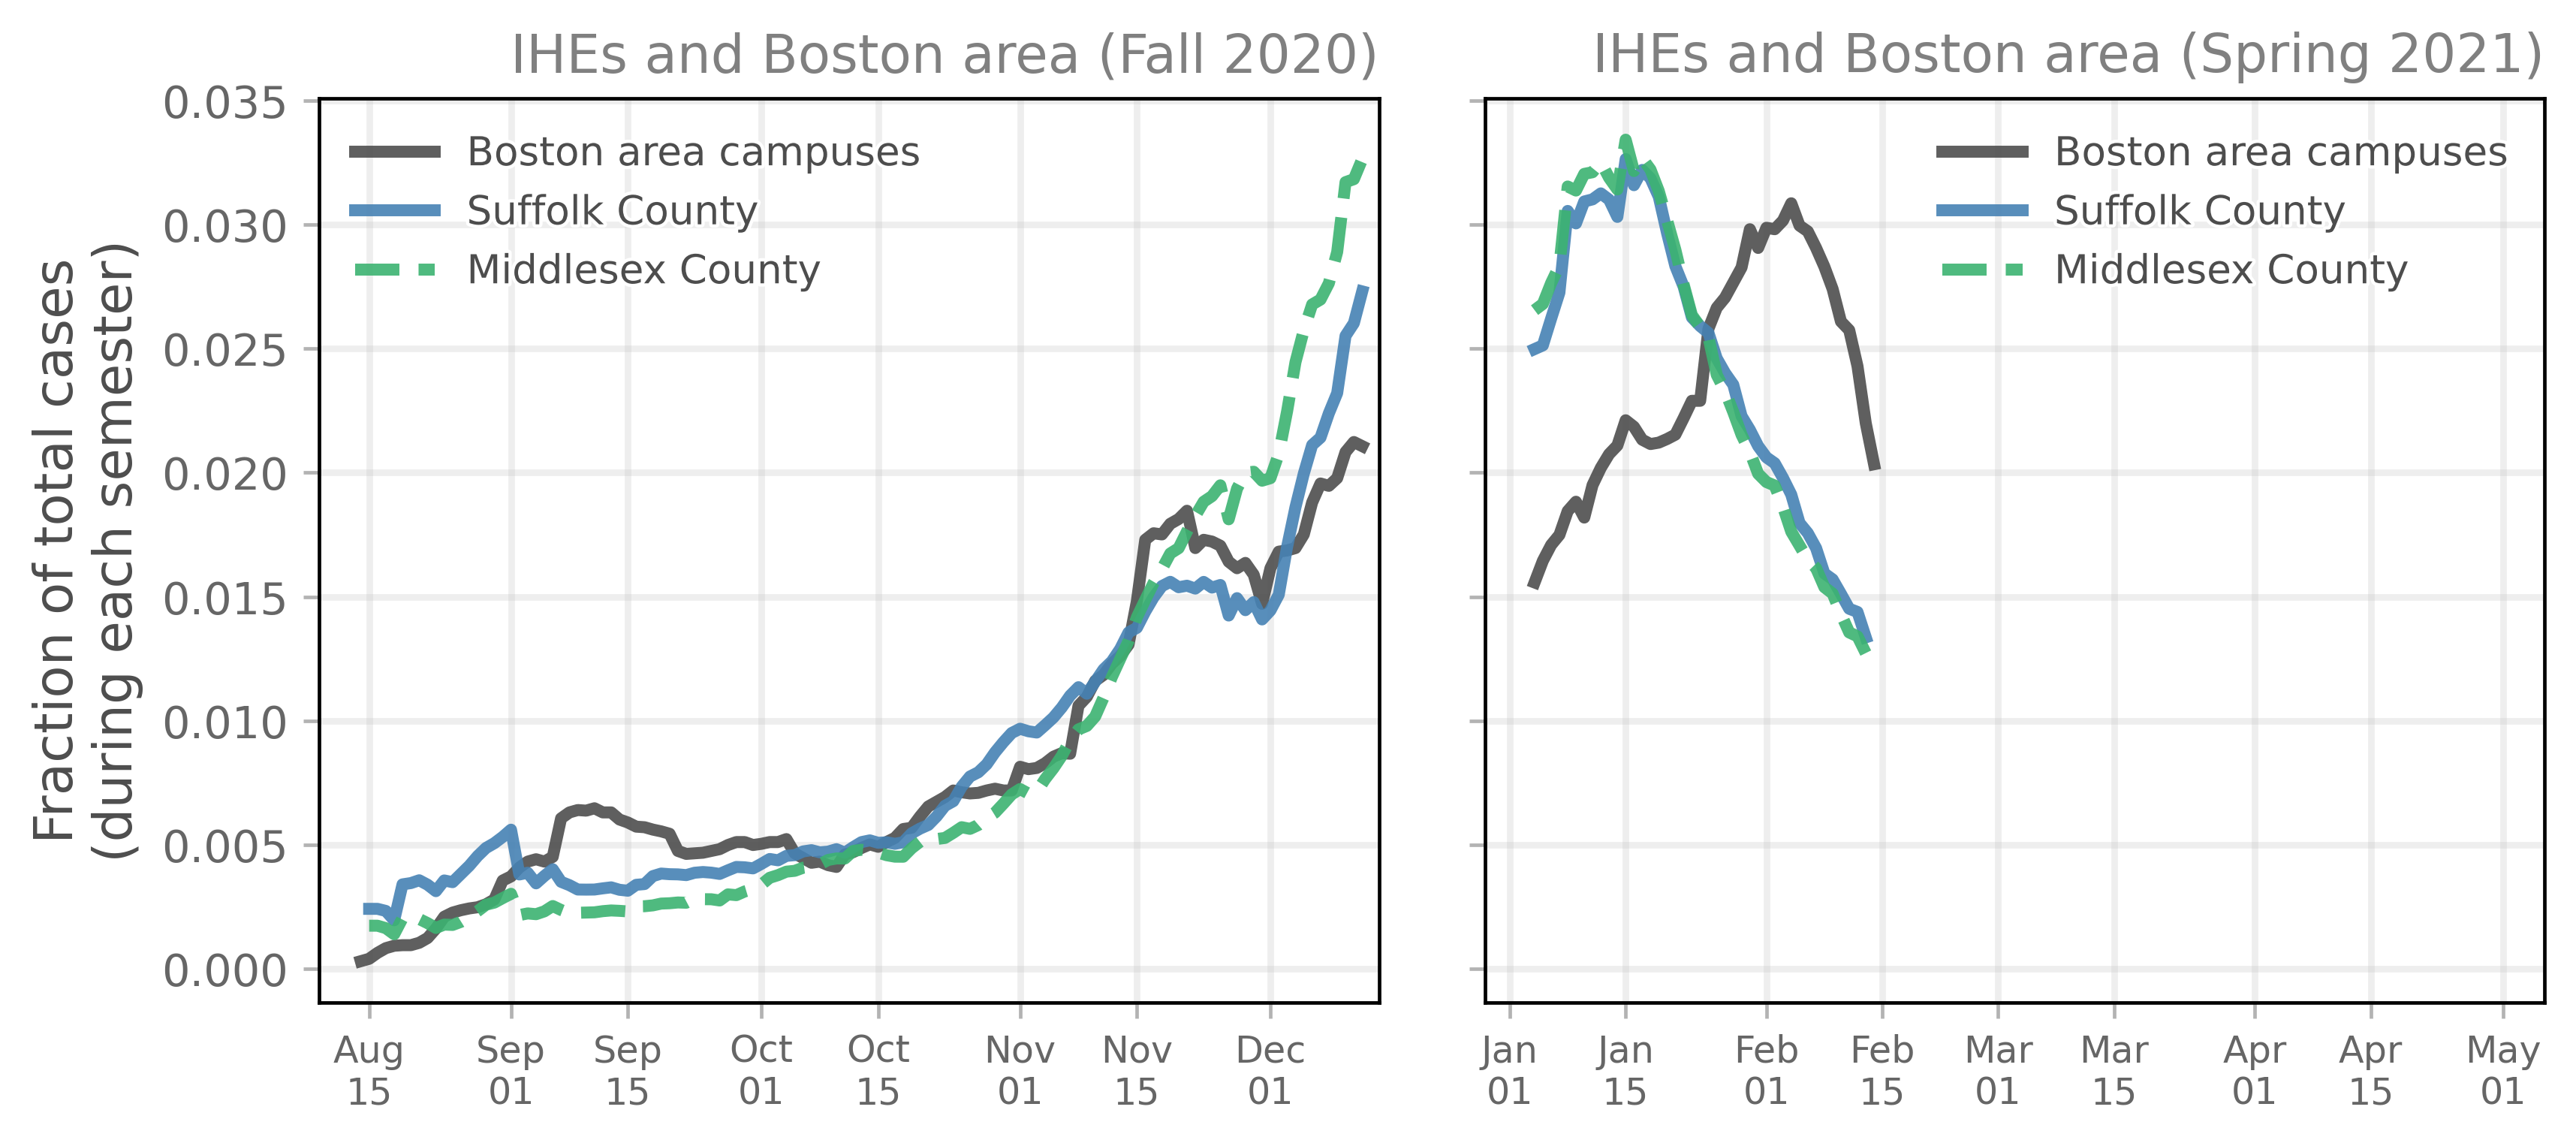 IHEs and Boston area (Fall 2020)
Fraction of total cases
(during each semester)
0.035
0.030
0.025
0.020
0.015
0.010
0.005
0.000
Boston area campuses
Suffolk County
Middlesex County
Aug Sep Sep Oct Oct Nov Nov Dec
15 01 15 01 15 01 15 01
IHEs and Boston area (Spring 2021)
Boston area campuses
Suffolk County
Middlesex County
Jan Jan Feb Feb Mar Mar Apr Apr May
01 15 01 15 01 15 01 15 01